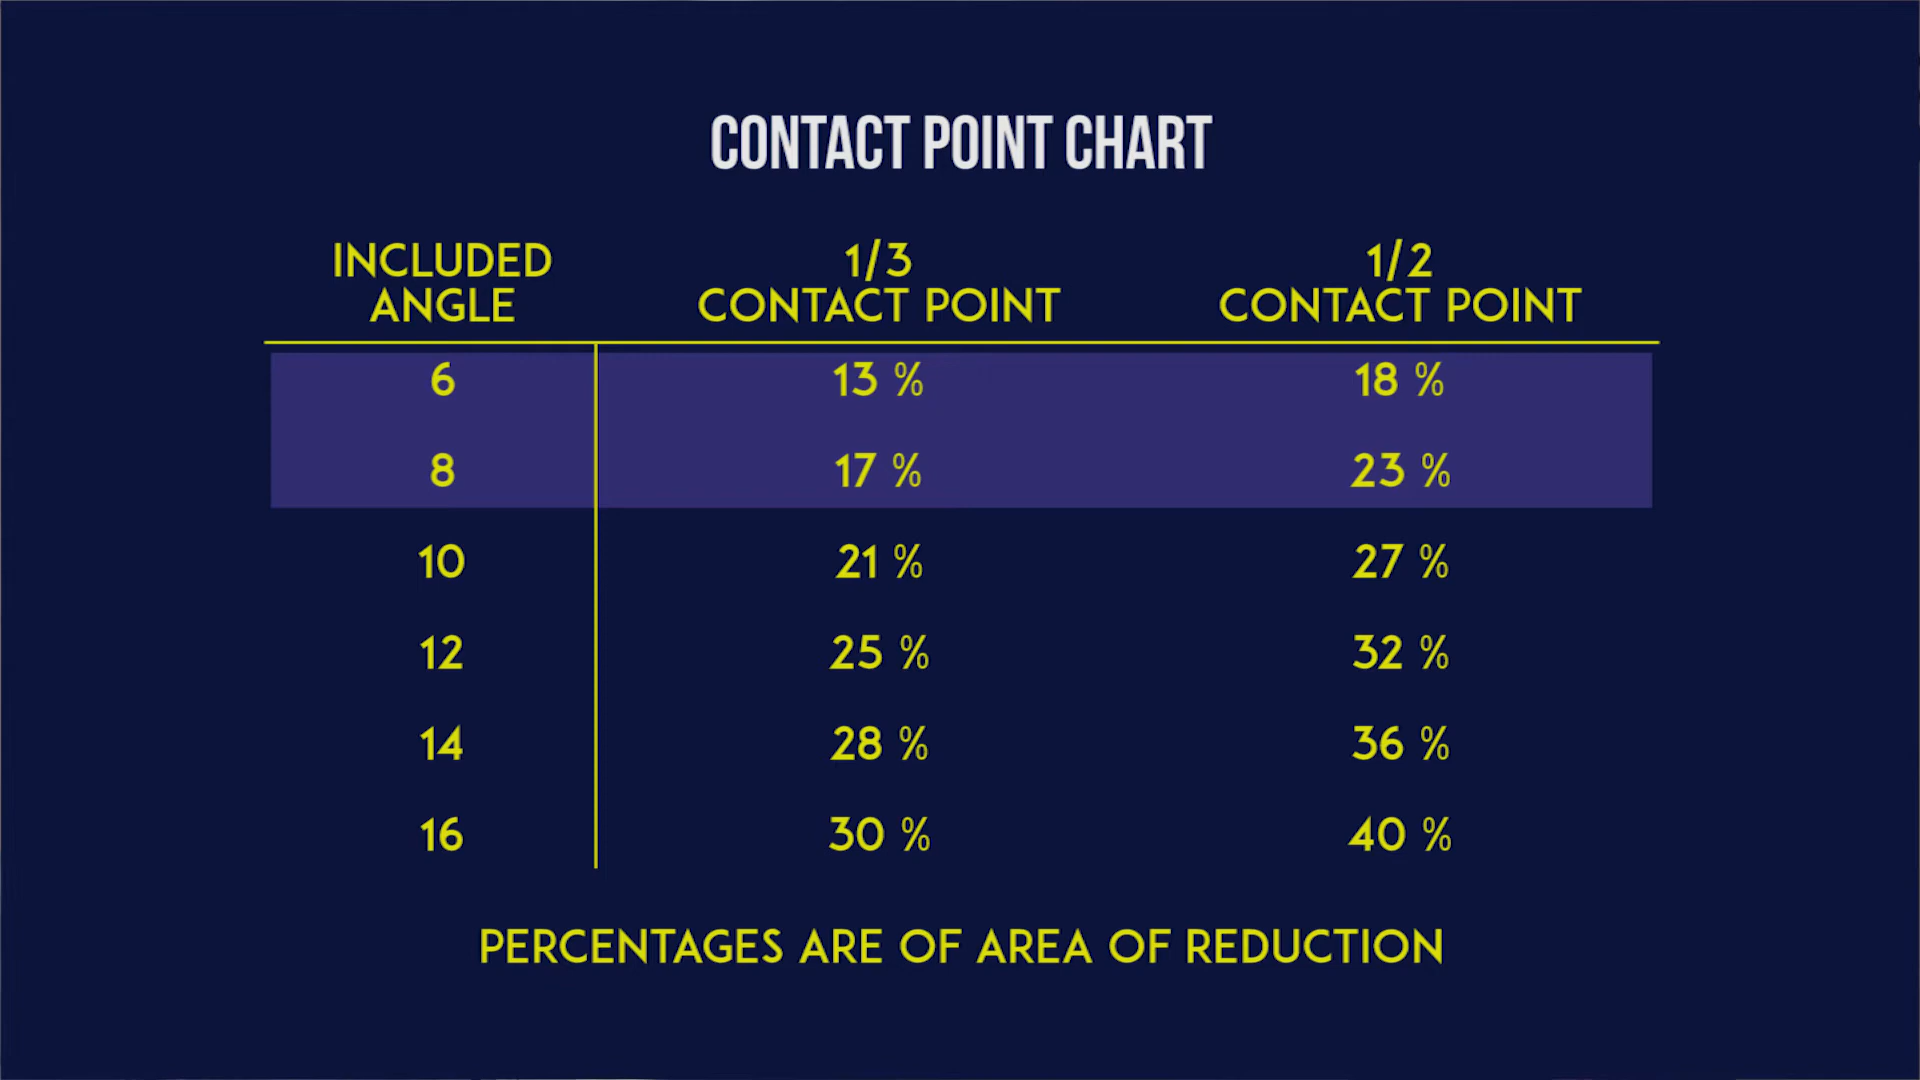 CONTACT POINT CHART
INCLUDED ANGLE 1/3 CONTACT POINT 1/2 CONTACT POINT
6 13 % 18 %
8 17 % 23 %
10 21 % 27 %
12 25 % 32 %
14 28 % 36 %
16 30 % 40 %
PERCENTAGES ARE OF AREA OF REDUCTION